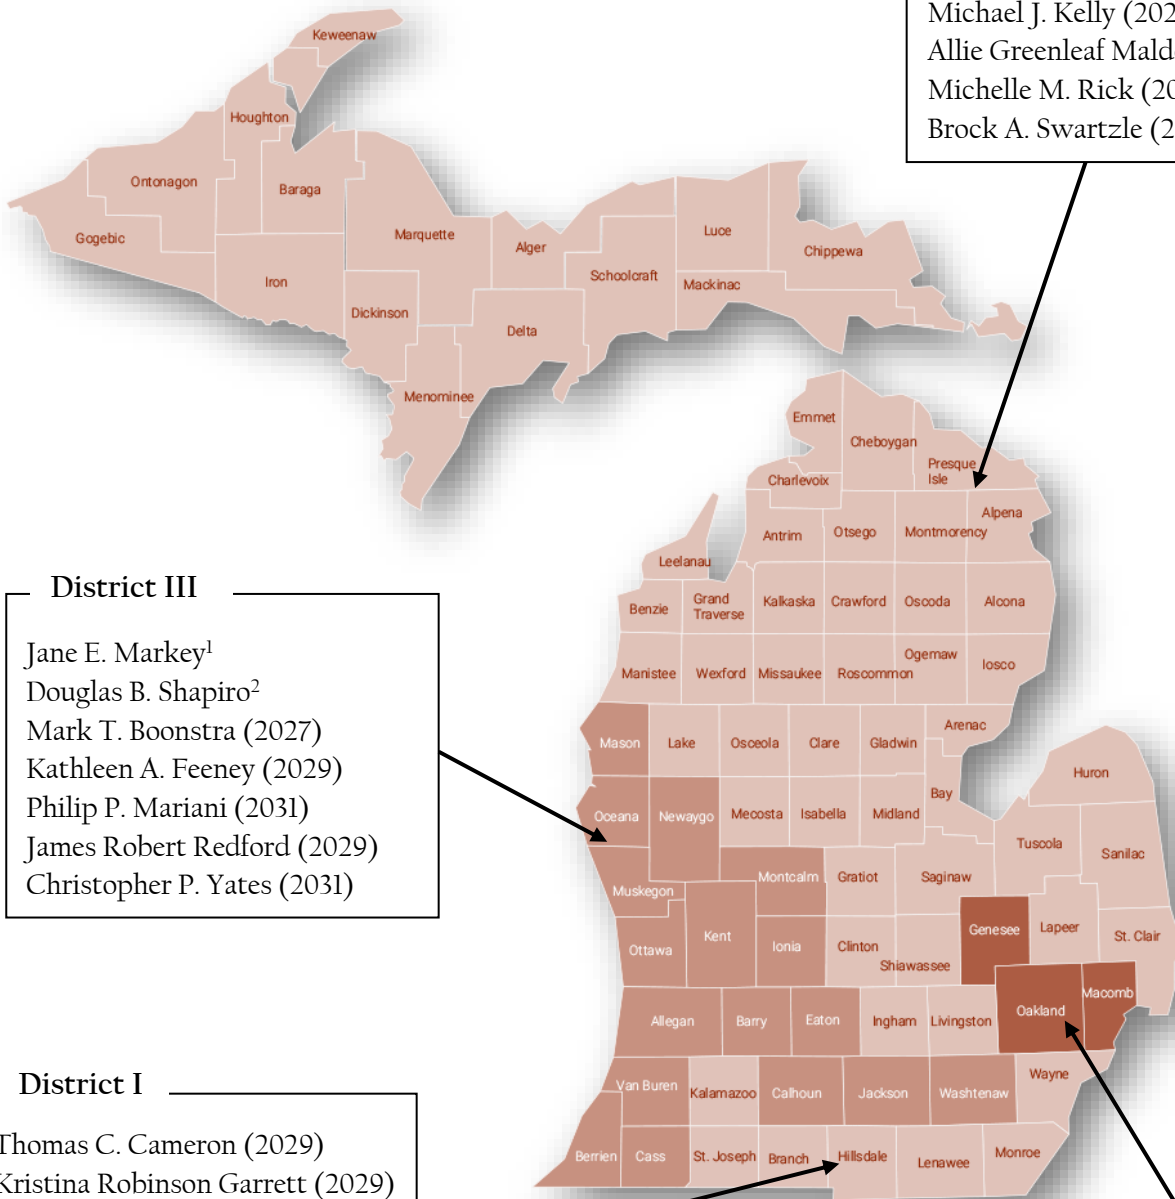 Michael J. Kelly (202
Allie Greenleaf Mald
Michelle M. Rick (20
Brock A. Swartzle (2
Keweenaw
Houghton
Ontonagon
Baraga
Gogebic
Marquette
Alger
Luce
Chippewa
Iron
Schoolcraft
Mackinac
Dickinson
Delta
Menominee
Emmet
Cheboygan
Presque
Isle
Charlevoix
Alpena
Antrim
Otsego
Montmorency
Leelanau
Benzie
Grand
Traverse
Kalkaska
Crawford
Oscoda
Alcona
Manistee
Wexford
Missaukee
Roscommon
Ogemaw
Iosco
District III
Jane E. Markey¹
Douglas B. Shapiro²
Mark T. Boonstra (2027)
Kathleen A. Feeney (2029)
Philip P. Mariani (2031)
James Robert Redford (2029)
Christopher P. Yates (2031)
Mason
Lake
Osceola
Clare
Gladwin
Arenac
Huron
Oceana
Newaygo
Mecosta
Isabella
Midland
Bay
Tuscola
Sanilac
Muskegon
Montcalm
Gratiot
Saginaw
Ottawa
Kent
Ionia
Clinton
Shiawassee
Genesee
Lapeer
St. Clair
Allegan
Barry
Eaton
Ingham
Livingston
Oakland
Macomb
Van Buren
Kalamazoo
Calhoun
Jackson
Washtenaw
Wayne
Berrien
Cass
St. Joseph
Branch
Hillsdale
Lenawee
Monroe
District I
Thomas C. Cameron (2029)
Kristina Robinson Garrett (2029)